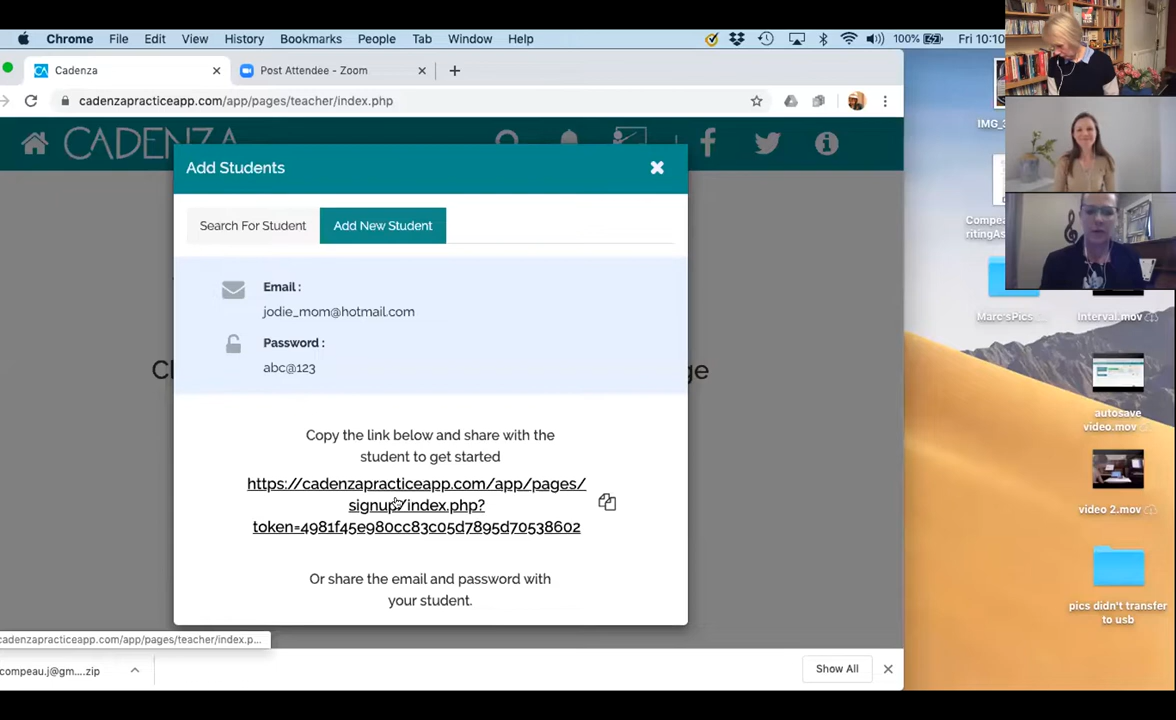 Chrome File Edit View History Bookmarks People Tab Window Help
100% Fri 10:10
Cadenza
Post Attendee - Zoom
cadenzapracticeapp.com/app/pages/teacher/index.php
CADENZA
Add Students
Search For Student
Add New Student
Email :
jodie_mom@hotmail.com
Password :
abc@123
Copy the link below and share with the
student to get started
https://cadenzapracticeapp.com/app/pages/
signup/index.php?
token=4981f45e980cc83c05d7895d70538602
Or share the email and password with
your student.
cadenzapracticeapp.com/app/pages/teacher/index.p...
compeau.j@gm....zip
Show All
IMG_3
Compea
ritingAs
Marc'sPics
Interval.mov
autosave
video.mov
video 2.mov
pics didn't transfer
to usb